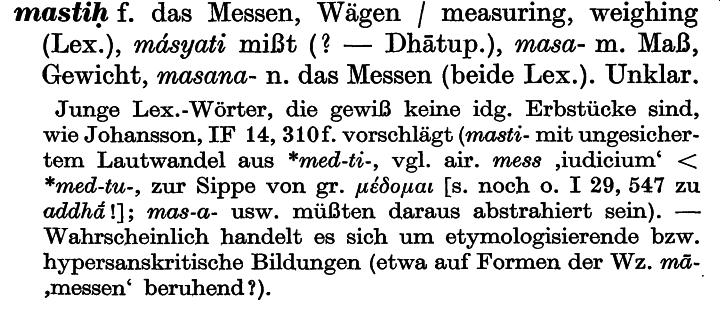 mastiḥ f. das Messen, Wägen / measuring, weighing
(Lex.), másyati mißt (? — Dhātup.), masa- m. Maß,
Gewicht, masana- n. das Messen (beide Lex.). Unklar.
Junge Lex.-Wörter, die gewiß keine idg. Erbstücke sind,
wie Johansson, IF 14, 310f. vorschlägt (masti- mit ungesicher-
tem Lautwandel aus *med-ti-, vgl. air. mess ‚iudicium‘ <
*med-tu-, zur Sippe von gr. μέδομαι [s. noch o. I 29, 547 zu
addhā́!]; mas-a- usw. müßten daraus abstrahiert sein). —
Wahrscheinlich handelt es sich um etymologisierende bzw.
hypersanskritische Bildungen (etwa auf Formen der Wz. mā-
‚messen‘ beruhend?).